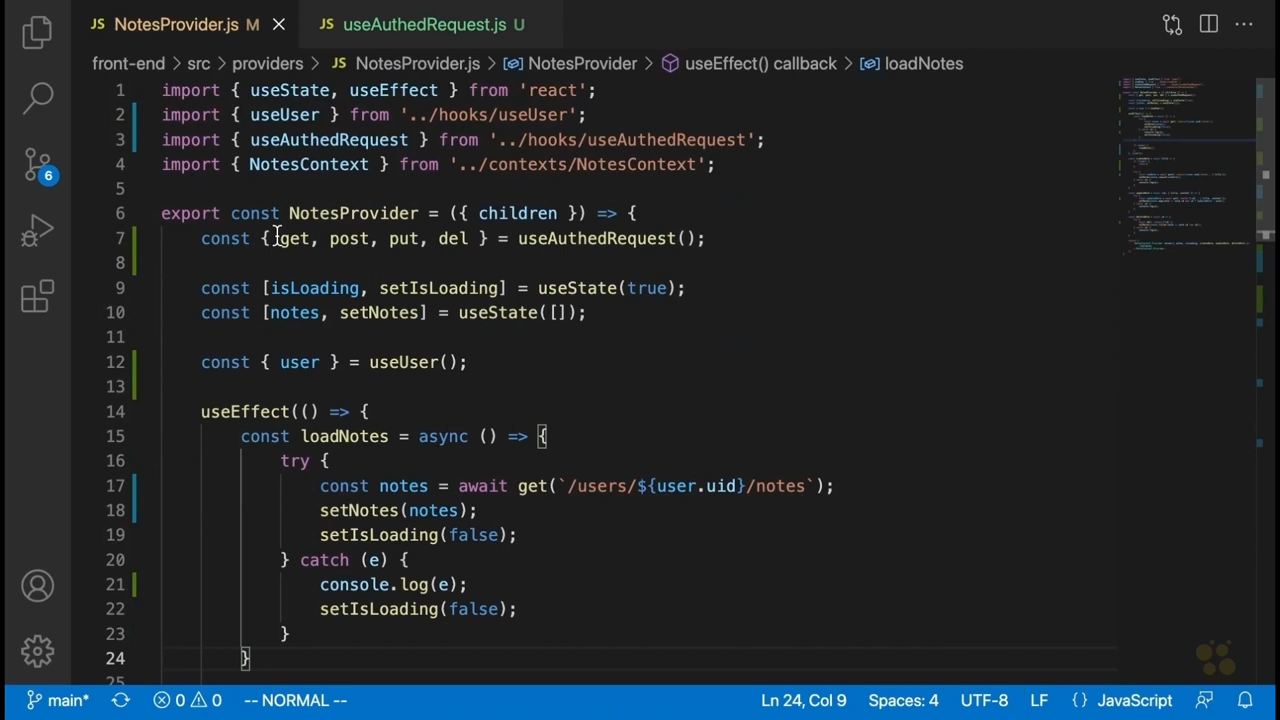 JS NotesProvider.js M
JS useAuthedRequest.js U
front-end > src > providers > JS NotesProvider.js > NotesProvider > useEffect() callback > loadNotes
1 import { useState, useEffect } from 'react';
2 import { useUser } from '../hooks/useUser';
3 import { useAuthedRequest } from '../hooks/useAuthedRequest';
4 import { NotesContext } from '../contexts/NotesContext';
5
6 export const NotesProvider = ({ children }) => {
7 const { get, post, put, del } = useAuthedRequest();
8
9 const [isLoading, setIsLoading] = useState(true);
10 const [notes, setNotes] = useState([]);
11
12 const { user } = useUser();
13
14 useEffect(() => {
15 const loadNotes = async () => {
16 try {
17 const notes = await get(`/users/${user.uid}/notes`);
18 setNotes(notes);
19 setIsLoading(false);
20 } catch (e) {
21 console.log(e);
22 setIsLoading(false);
23 }
24 }
25
6
main* 0 0 -- NORMAL -- Ln 24, Col 9 Spaces: 4 UTF-8 LF {} JavaScript